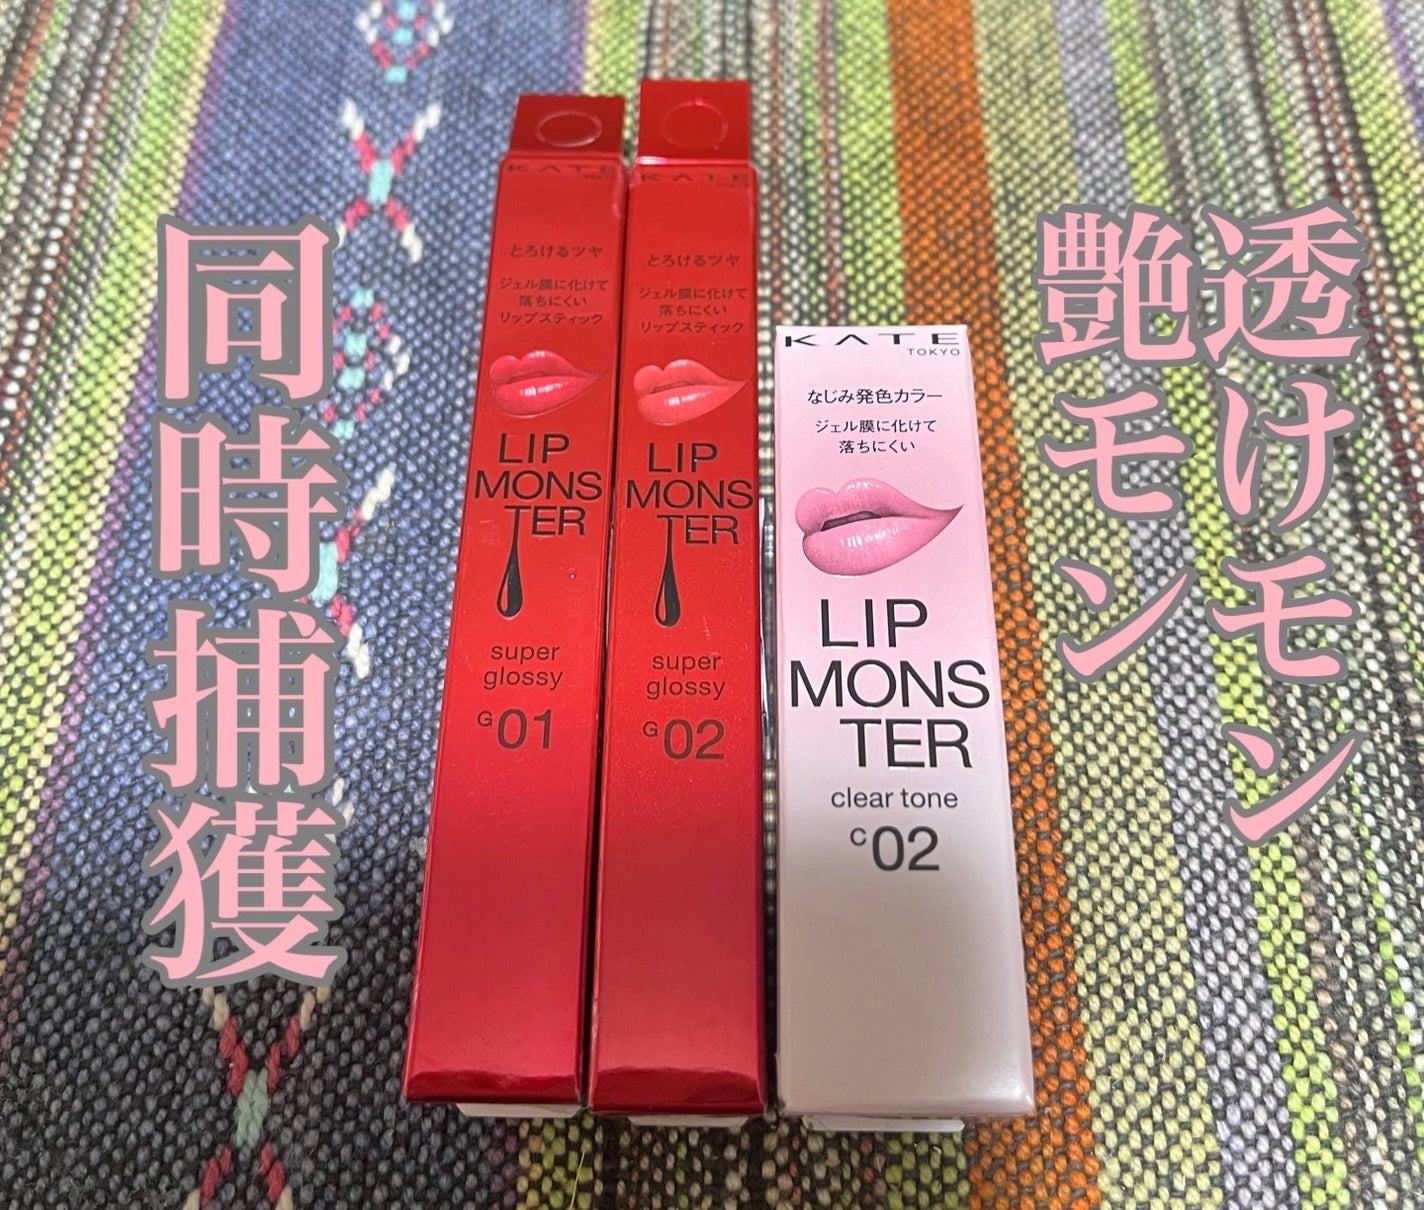 透けモン
艶モン
同時捕獲
KATE
TOKYO
とろけるツヤ
ジェル膜に化けて
落ちにくい
リップスティック
LIP
MONS
TER
super
glossy
G01
KATE
TOKYO
とろけるツヤ
ジェル膜に化けて
落ちにくい
リップスティック
LIP
MONS
TER
super
glossy
G02
KATE
TOKYO
なじみ発色カラー
ジェル膜に化けて
落ちにくい
LIP
MONS
TER
clear tone
C02